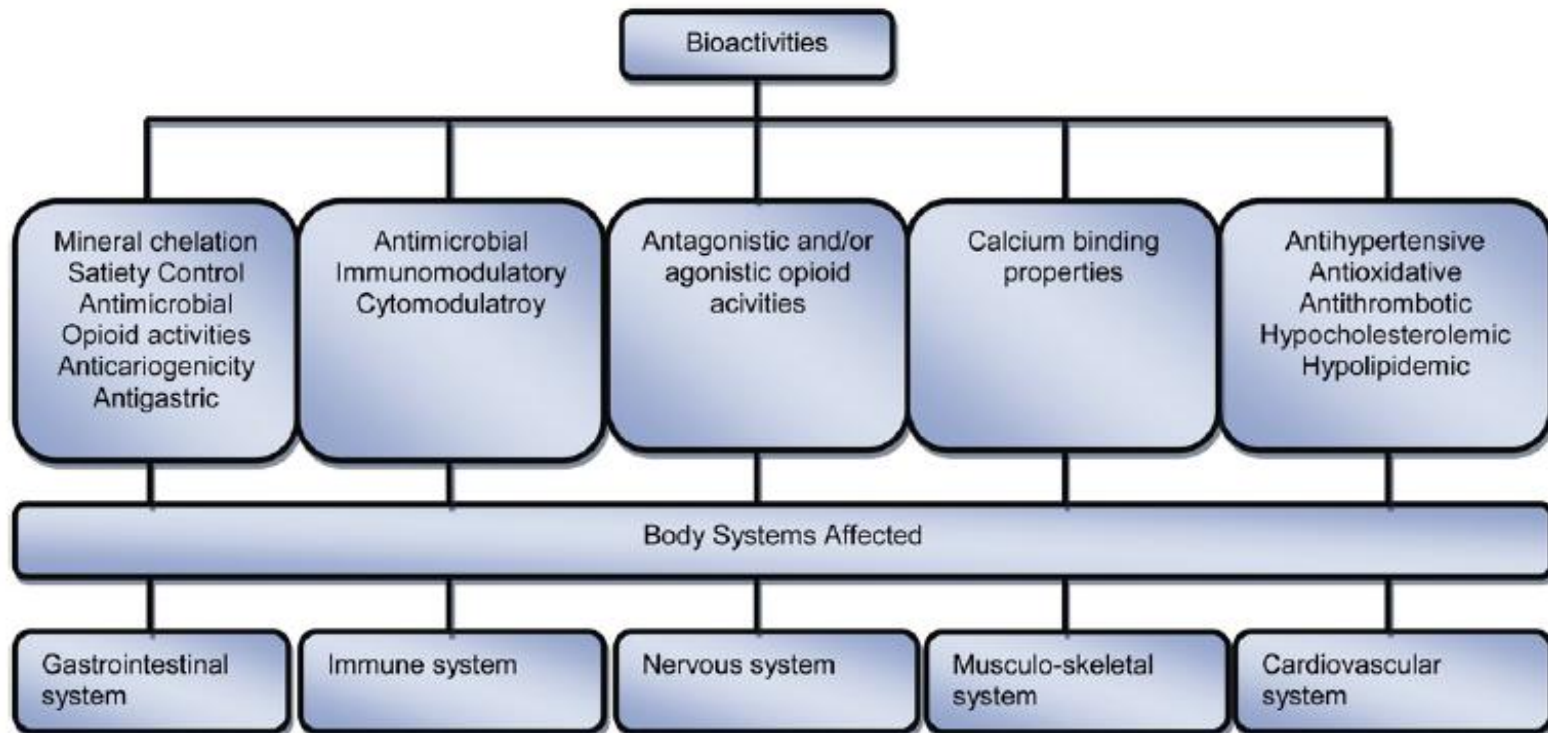 Bioactivities
Mineral chelation
Satiety Control
Antimicrobial
Opioid activities
Anticariogenicity
Antigastric
Antimicrobial
Immunomodulatory
Cytomodulatroy
Antagonistic and/or
agonistic opioid
acivities
Calcium binding
properties
Antihypertensive
Antioxidative
Antithrombotic
Hypocholesterolemic
Hypolipidemic
Body Systems Affected
Gastrointestinal
system
Immune system
Nervous system
Musculo-skeletal
system
Cardiovascular
system